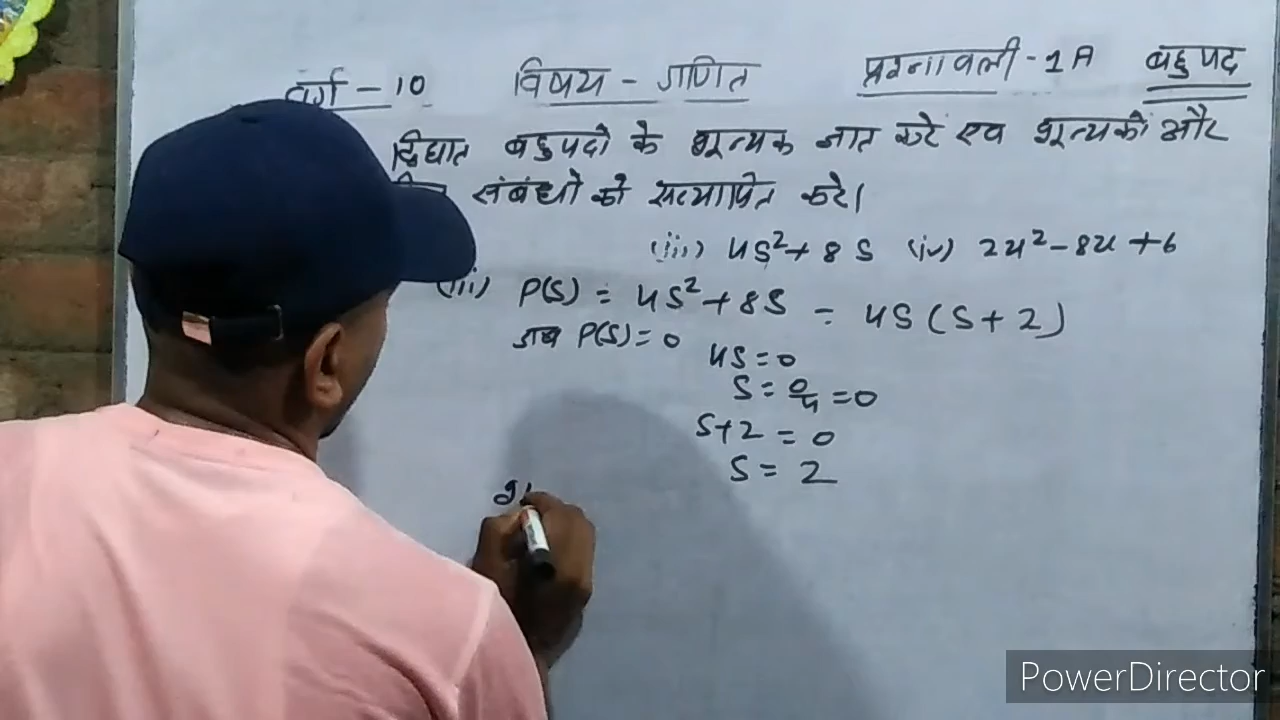 वर्ग - 10 विषय - गणित प्रश्नावली - 1A बहुपद
द्विघात बहुपदों के शून्यक ज्ञात करें एवं शून्यकों और
संबंधों को सत्यापित करें।
(iii) 4S²+8S (iv) 2u²-8u+6
(iii) P(S) = 4S²+8S = 4S(S+2)
जब P(S)=0
4S=0
S=0/4=0
S+2=0
S=2
PowerDirector